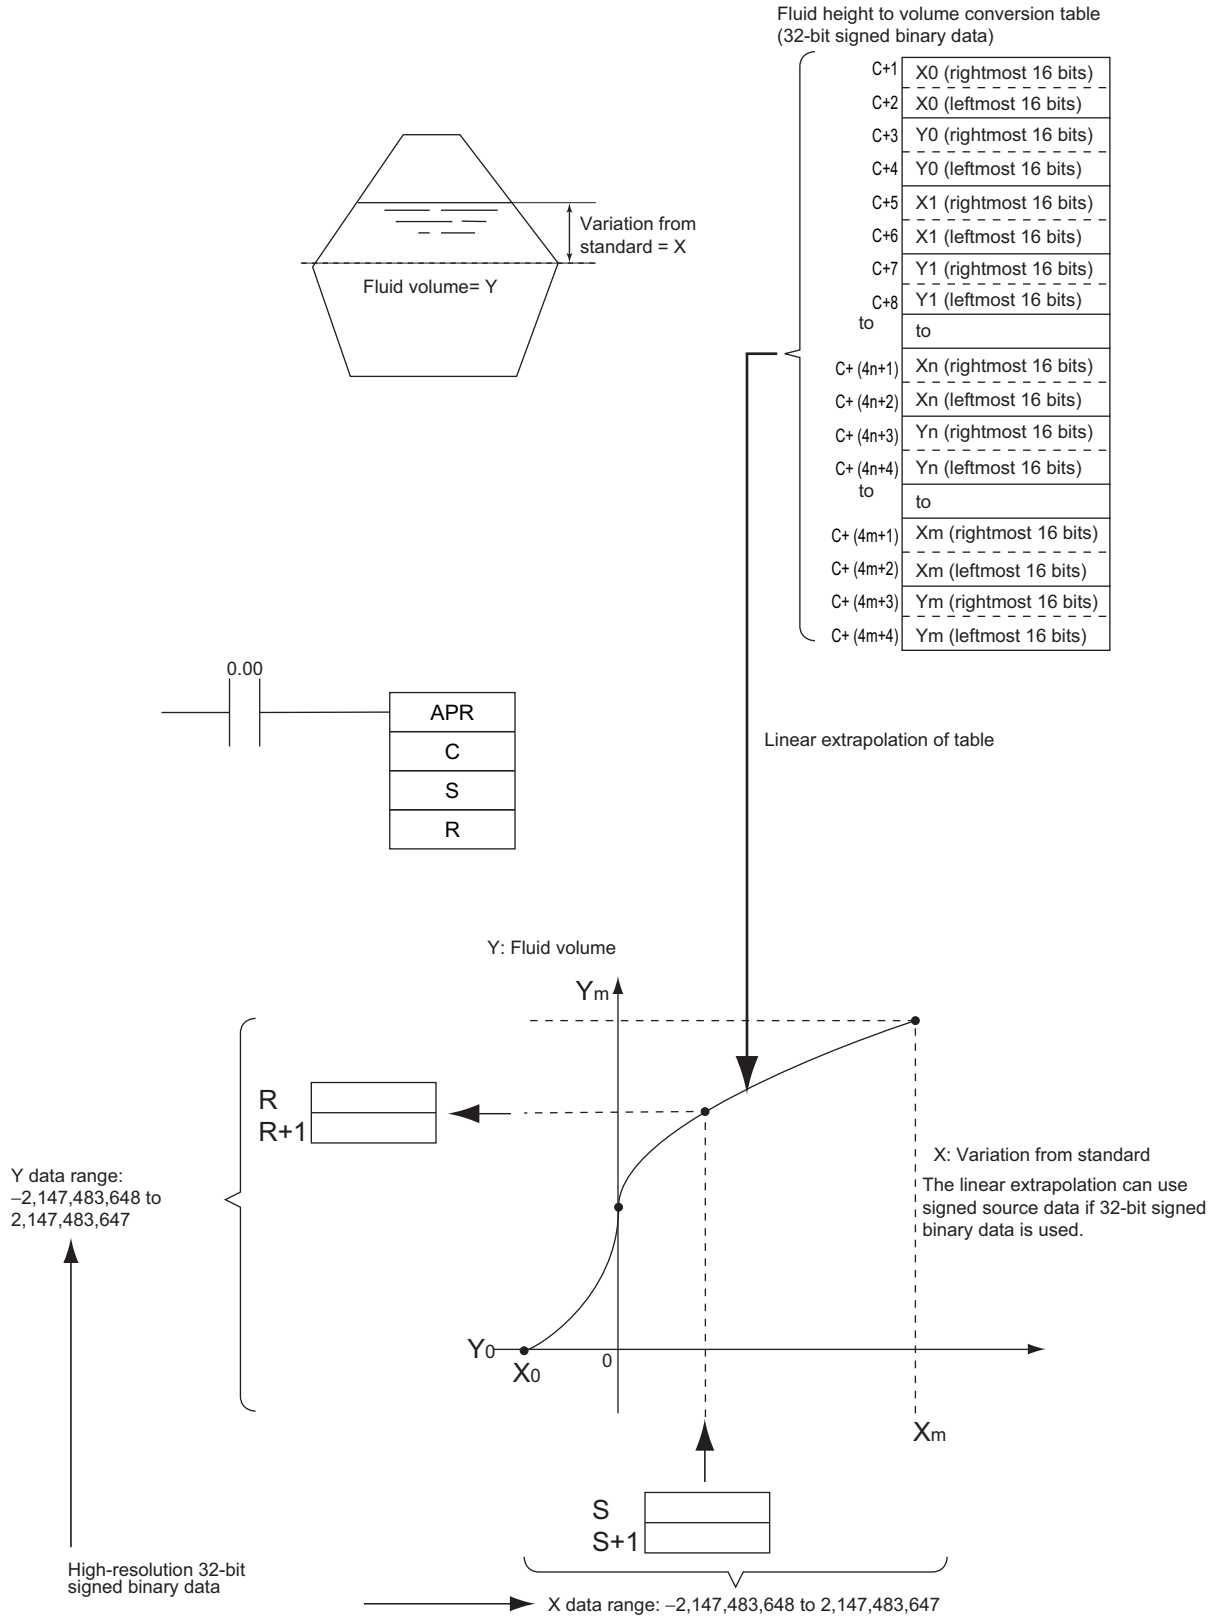 Fluid height to volume conversion table
(32-bit signed binary data)
C+1 X0 (rightmost 16 bits)
C+2 X0 (leftmost 16 bits)
C+3 Y0 (rightmost 16 bits)
C+4 Y0 (leftmost 16 bits)
C+5 X1 (rightmost 16 bits)
C+6 X1 (leftmost 16 bits)
C+7 Y1 (rightmost 16 bits)
C+8 Y1 (leftmost 16 bits)
to to
C+ (4n+1) Xn (rightmost 16 bits)
C+ (4n+2) Xn (leftmost 16 bits)
C+ (4n+3) Yn (rightmost 16 bits)
C+ (4n+4) Yn (leftmost 16 bits)
to to
C+ (4m+1) Xm (rightmost 16 bits)
C+ (4m+2) Xm (leftmost 16 bits)
C+ (4m+3) Ym (rightmost 16 bits)
C+ (4m+4) Ym (leftmost 16 bits)
Variation from
standard = X
Fluid volume= Y
0.00
APR
C
S
R
Linear extrapolation of table
Y: Fluid volume
Ym
R
R+1
Y data range:
–2,147,483,648 to
2,147,483,647
X: Variation from standard
The linear extrapolation can use
signed source data if 32-bit signed
binary data is used.
Y0
X0
0
Xm
S
S+1
High-resolution 32-bit
signed binary data
X data range: –2,147,483,648 to 2,147,483,647